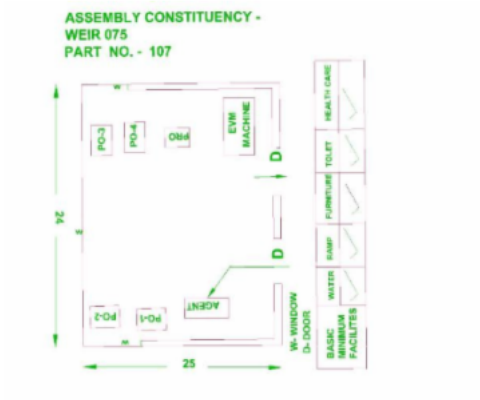 ASSEMBLY CONSTITUENCY -
WEIR 075
PART NO. - 107
W
PO-3
PO-4
PRO
EVM
MACHINE
D
24
W
D
PO-2
PO-1
AGENT
W
25
W- WINDOW
D- DOOR
HEALTH CARE
TOLET
FURNITURE
RAMP
WATER
BASIC
MINIMUM
FACILITES